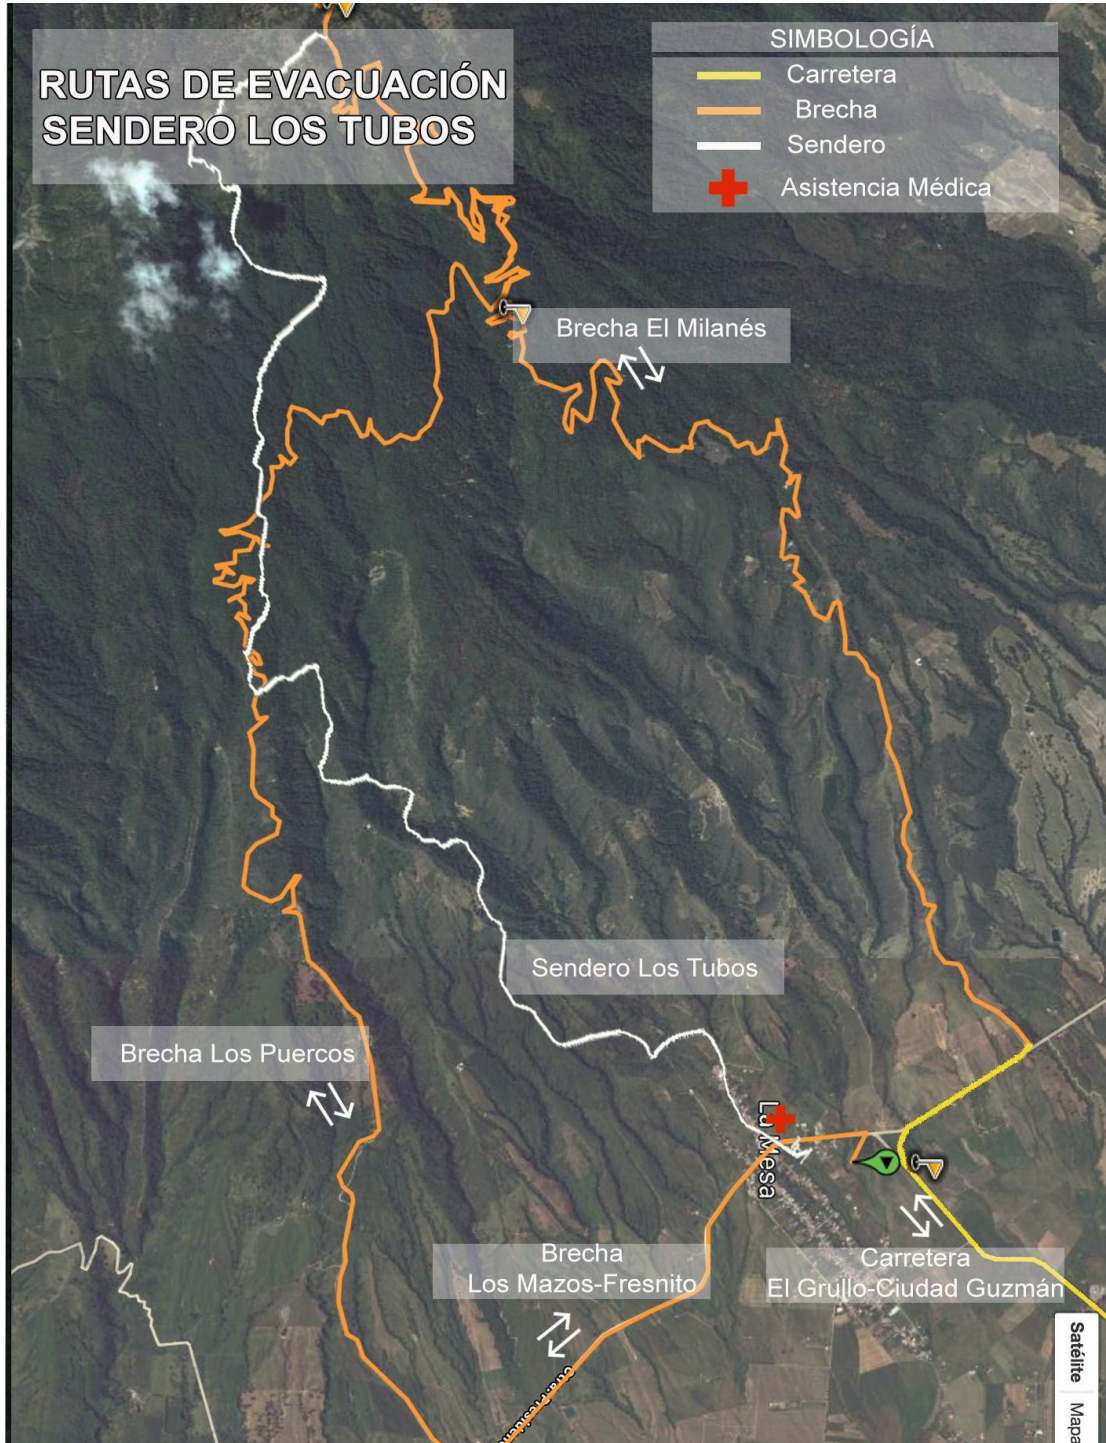 RUTAS DE EVACUACIÓN
SENDERO LOS TUBOS
SIMBOLOGÍA
Carretera
Brecha
Sendero
Asistencia Médica
Brecha El Milanés
Sendero Los Tubos
Brecha Los Puercos
La Mesa
Brecha
Los Mazos-Fresnito
Carretera
El Grullo-Ciudad Guzmán
Satélite
Mapa